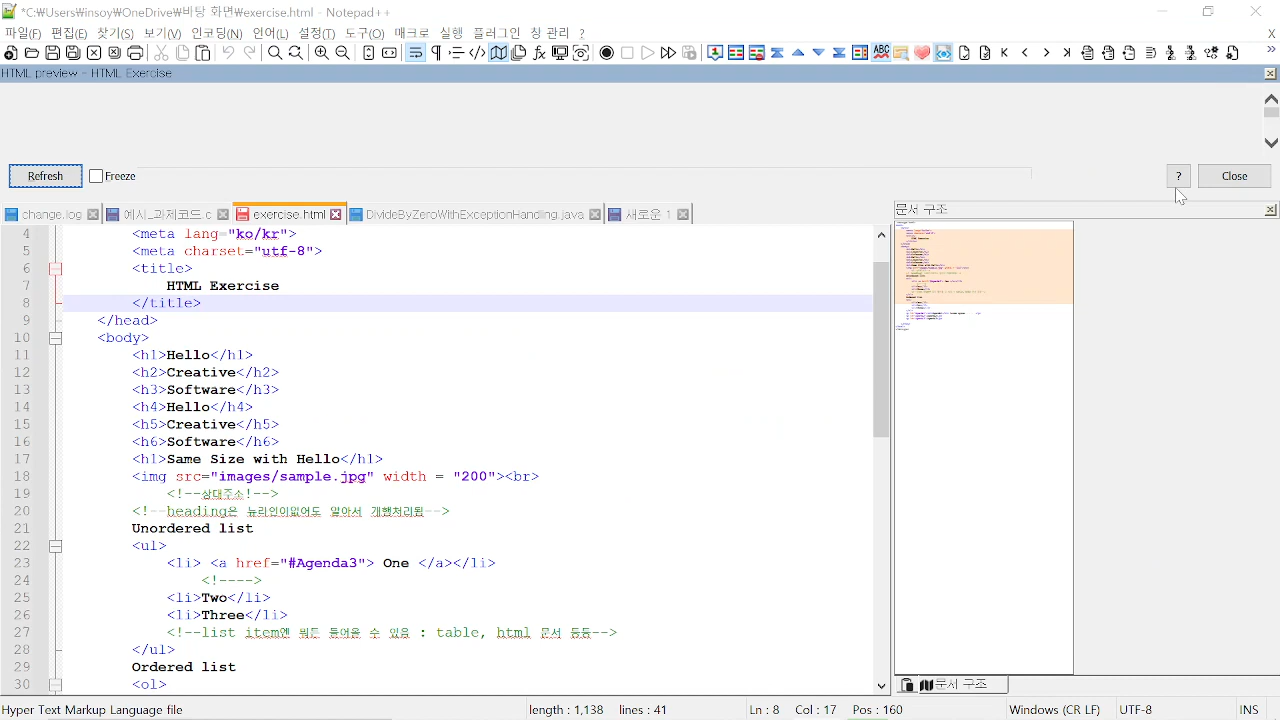 *C:₩Users₩insoy₩OneDrive₩바탕 화면₩exercise.html - Notepad++
파일(F) 편집(E) 찾기(S) 보기(V) 인코딩(N) 언어(L) 설정(T) 도구(O) 매크로 실행 플러그인 창 관리 ? X
HTML preview - HTML Exercise
Refresh Freeze ? Close
change.log 예시_과제코드.c exercise.html DivideByZeroWithExceptionHandling.java 새로운 1
문서 구조
4 <meta lang="ko/kr">
5 <meta charset="utf-8">
6 <title>
7 HTML Exercise
8 </title>
9 </head>
10 <body>
11 <h1>Hello</h1>
12 <h2>Creative</h2>
13 <h3>Software</h3>
14 <h4>Hello</h4>
15 <h5>Creative</h5>
16 <h6>Software</h6>
17 <h1>Same Size with Hello</h1>
18 <img src="images/sample.jpg" width = "200"><br>
19 <!--상대주소!-->
20 <!--heading은 뉴라인이없어도 알아서 개행처리됨-->
21 Unordered list
22 <ul>
23 <li> <a href="#Agenda3"> One </a></li>
24 <!---->
25 <li>Two</li>
26 <li>Three</li>
27 <!--list item엔 뭐든 들어올 수 있음 : table, html 문서 등등-->
28 </ul>
29 Ordered list
30 <ol>
문서 구조
Hyper Text Markup Language file length : 1,138 lines : 41 Ln : 8 Col : 17 Pos : 160 Windows (CR LF) UTF-8 INS